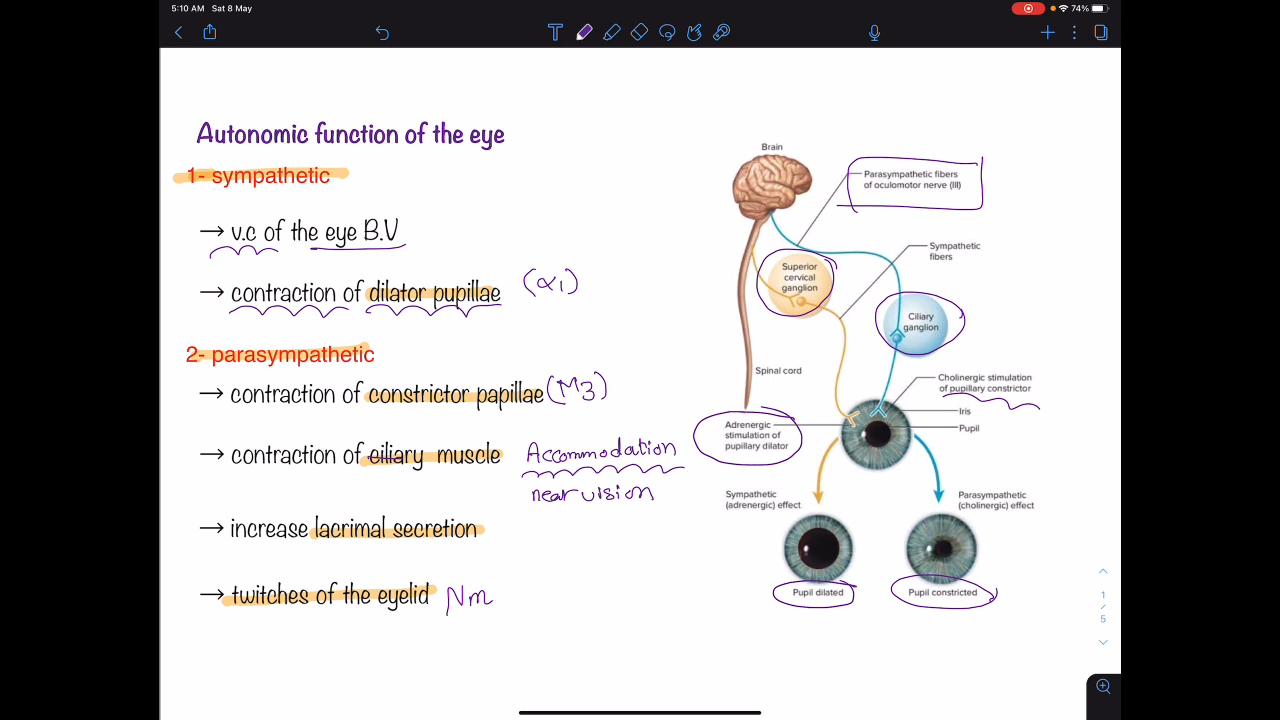 5:10 AM Sat 8 May
74%
Autonomic function of the eye
1- sympathetic
→ v.c of the eye B.V
→ contraction of dilator pupillae (α1)
2- parasympathetic
→ contraction of constrictor papillae (M3)
→ contraction of ciliary muscle Accommodation
near vision
→ increase lacrimal secretion
→ twitches of the eyelid Nm
Brain
Parasympathetic fibers
of oculomotor nerve (III)
Sympathetic
fibers
Superior
cervical
ganglion
Ciliary
ganglion
Spinal cord
Cholinergic stimulation
of pupillary constrictor
Iris
Pupil
Adrenergic
stimulation of
pupillary dilator
Sympathetic
(adrenergic) effect
Parasympathetic
(cholinergic) effect
Pupil dilated
Pupil constricted
1
/
5